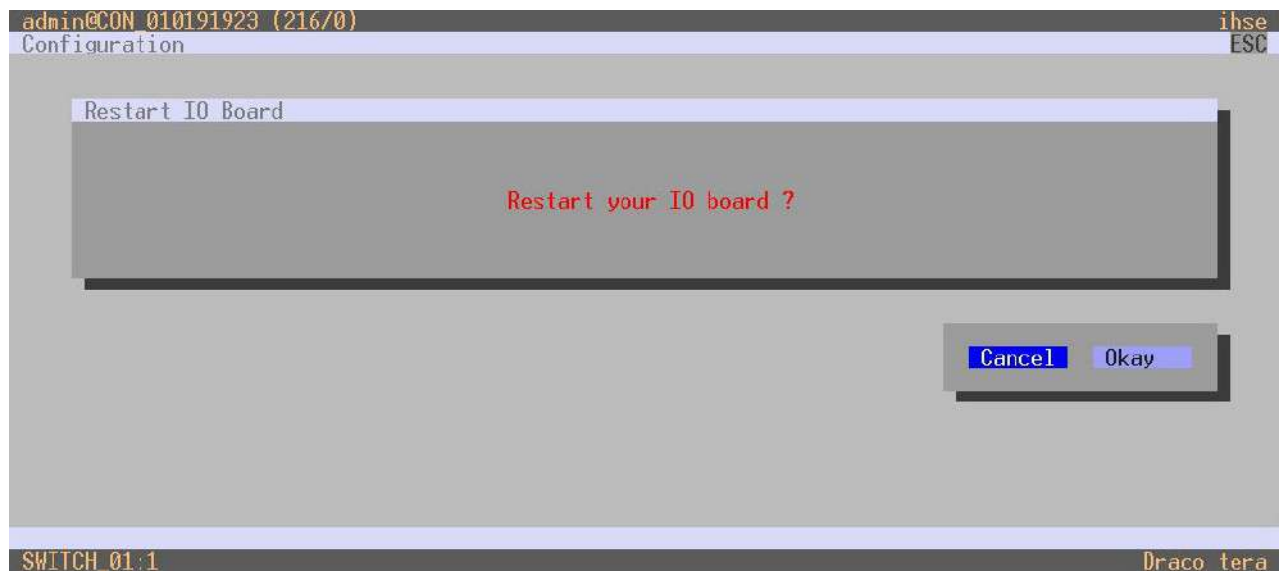 admin@CON_010191923 (216/0) ihse
Configuration ESC
Restart IO Board
Restart your IO board ?
Cancel Okay
SWITCH_01:1 Draco tera